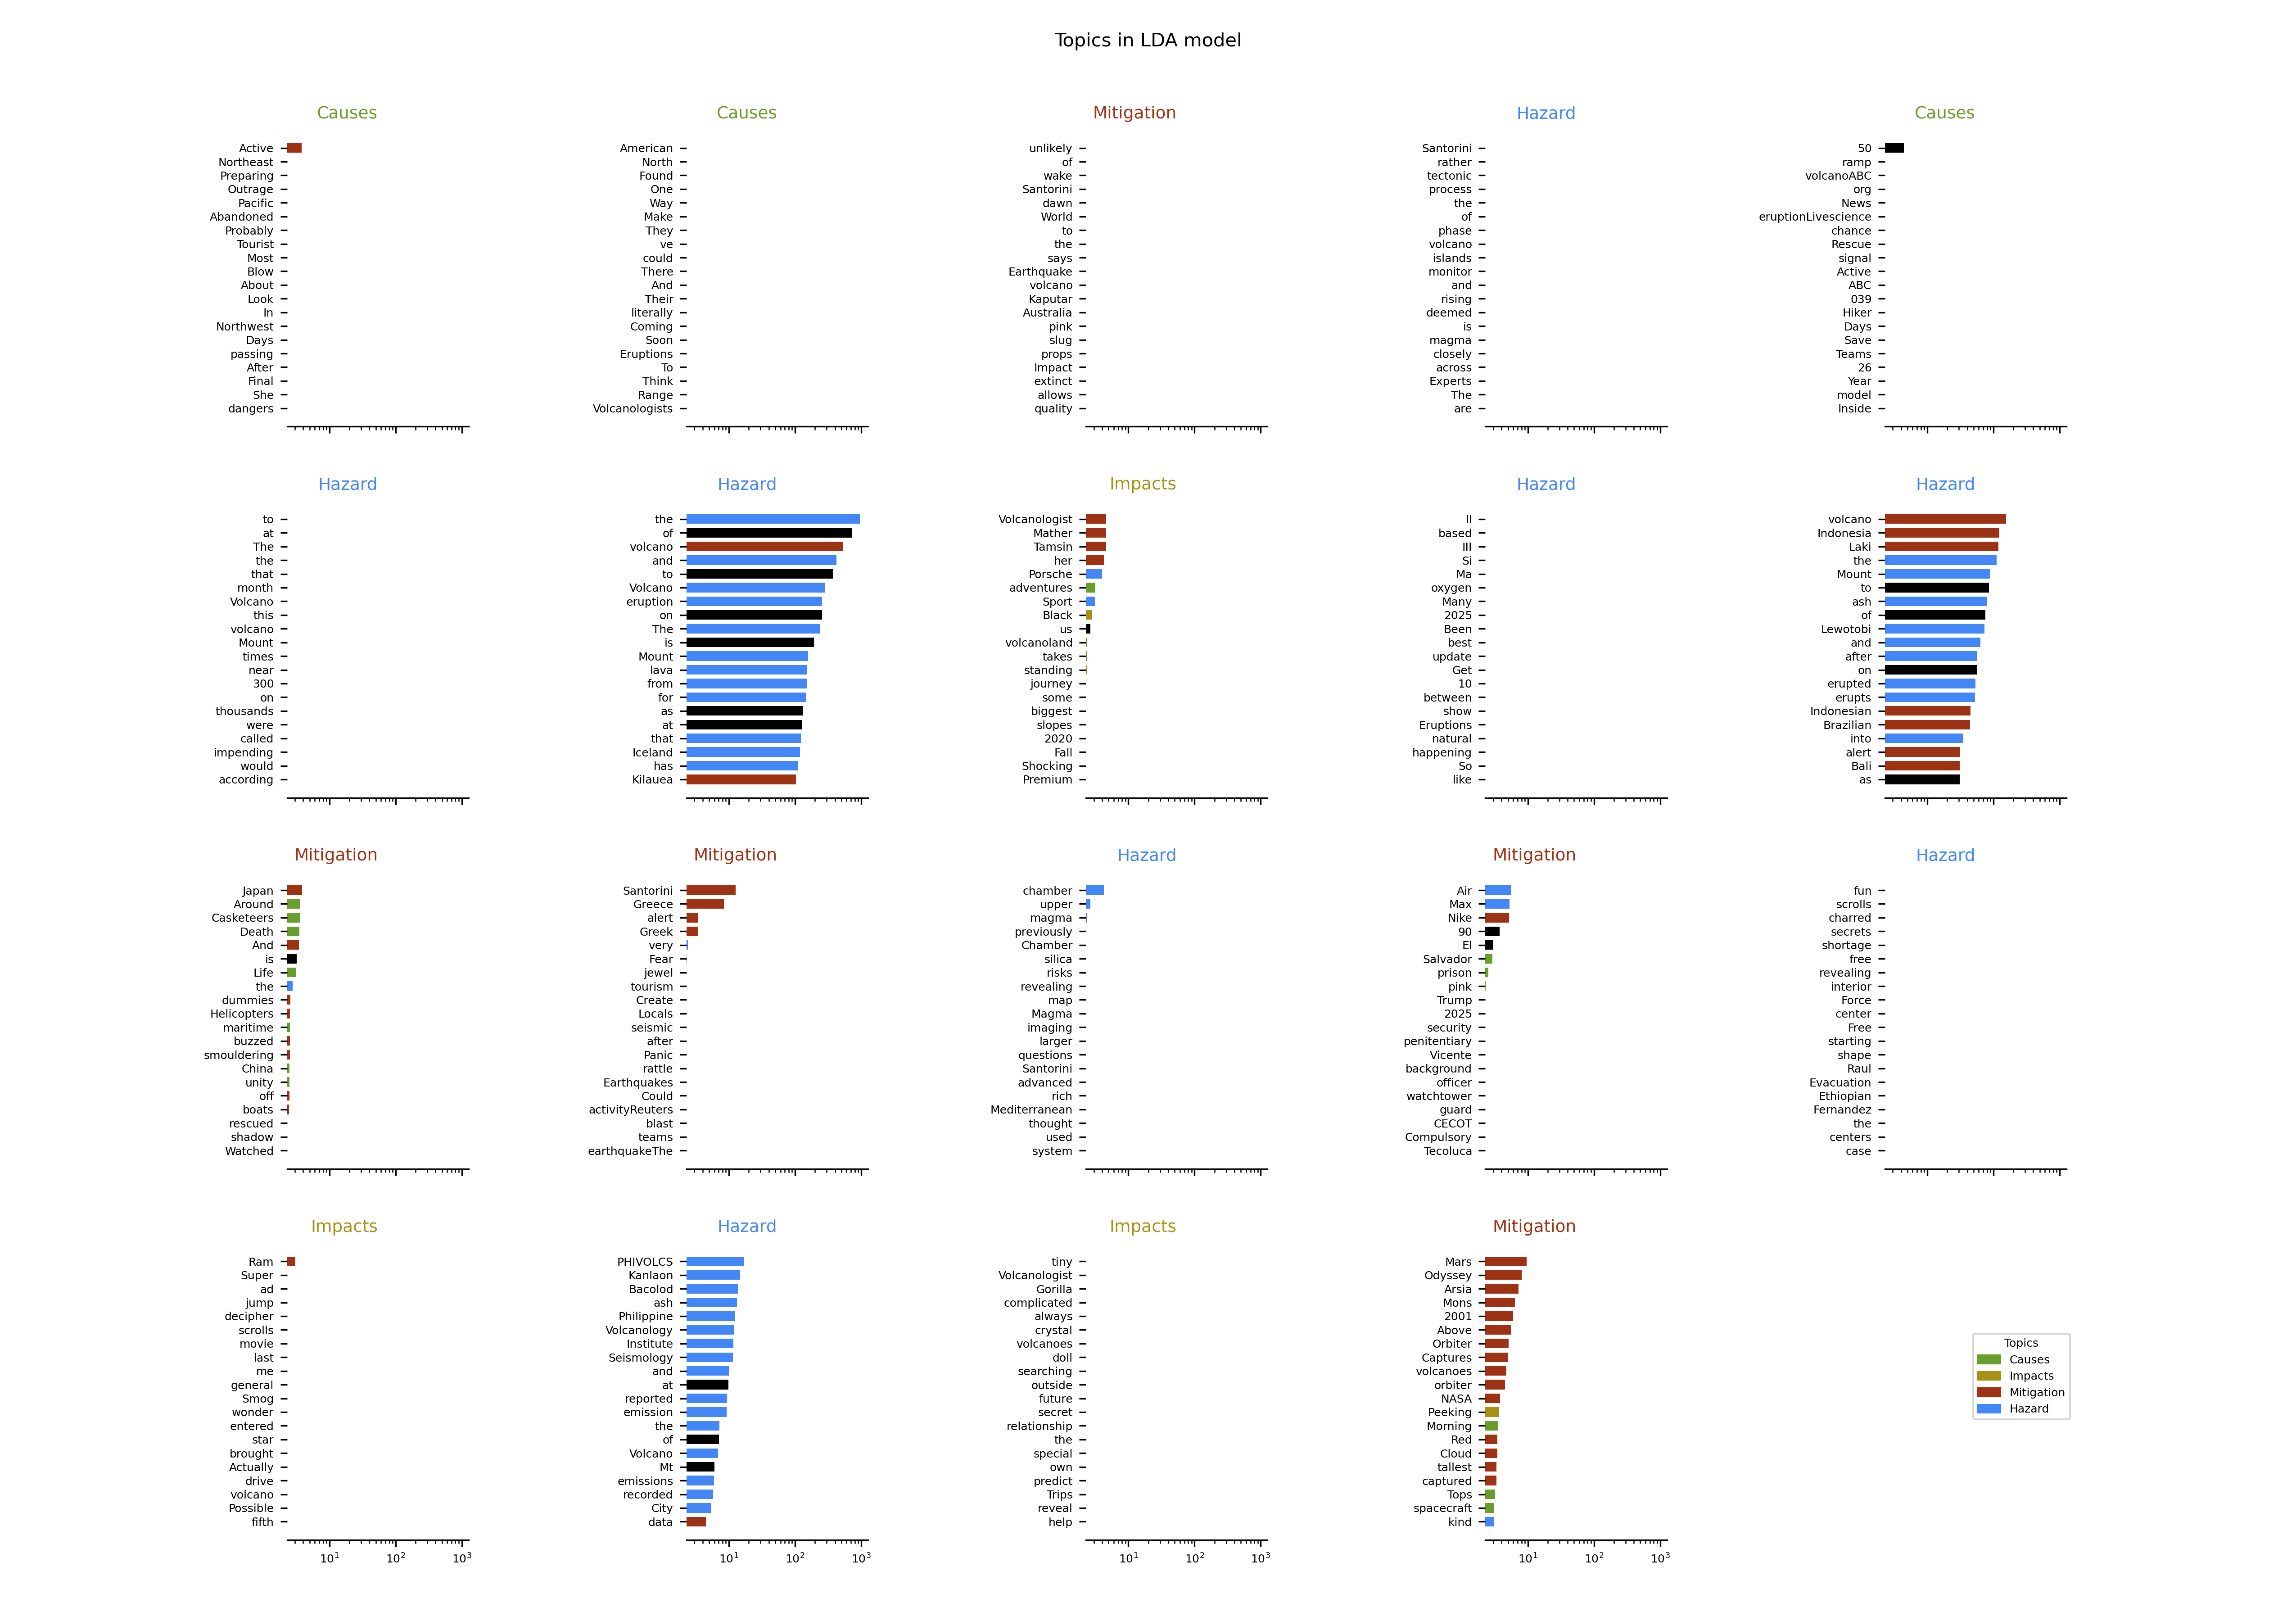 Topics in LDA model
Causes
Active
Northeast
Preparing
Outrage
Pacific
Abandoned
Probably
Tourist
Most
Blow
About
Look
In
Northwest
Days
passing
After
Final
She
dangers
Causes
American
North
Found
One
Way
Make
They
ve
could
There
And
Their
literally
Coming
Soon
Eruptions
To
Think
Range
Volcanologists
Mitigation
unlikely
of
wake
Santorini
dawn
World
to
the
says
Earthquake
volcano
Kaputar
Australia
pink
slug
props
Impact
extinct
allows
quality
Hazard
Santorini
rather
tectonic
process
the
of
phase
volcano
islands
monitor
and
rising
deemed
is
magma
closely
across
Experts
The
are
Causes
50
ramp
volcanoABC
org
News
eruptionLivescience
chance
Rescue
signal
Active
ABC
039
Hiker
Days
Save
Teams
26
Year
model
Inside
Hazard
to
at
The
the
that
month
Volcano
this
volcano
Mount
times
near
300
on
thousands
were
called
impending
would
according
Hazard
the
of
volcano
and
to
Volcano
eruption
on
The
is
Mount
lava
from
for
as
at
that
Iceland
has
Kilauea
Impacts
Volcanologist
Mather
Tamsin
her
Porsche
adventures
Sport
Black
us
volcanoland
takes
standing
journey
some
biggest
slopes
2020
Fall
Shocking
Premium
Hazard
II
based
III
Si
Ma
oxygen
Many
2025
Been
best
update
Get
10
between
show
Eruptions
natural
happening
So
like
Hazard
volcano
Indonesia
Laki
the
Mount
to
ash
of
Lewotobi
and
after
on
erupted
erupts
Indonesian
Brazilian
into
alert
Bali
as
Mitigation
Japan
Around
Casketeers
Death
And
is
Life
the
dummies
Helicopters
maritime
buzzed
smouldering
China
unity
off
boats
rescued
shadow
Watched
Mitigation
Santorini
Greece
alert
Greek
very
Fear
jewel
tourism
Create
Locals
seismic
after
Panic
rattle
Earthquakes
Could
activityReuters
blast
teams
earthquakeThe
Hazard
chamber
upper
magma
previously
Chamber
silica
risks
revealing
map
Magma
imaging
larger
questions
Santorini
advanced
rich
Mediterranean
thought
used
system
Mitigation
Air
Max
Nike
90
El
Salvador
prison
pink
Trump
2025
security
penitentiary
Vicente
background
officer
watchtower
guard
CECOT
Compulsory
Tecoluca
Hazard
fun
scrolls
charred
secrets
shortage
free
revealing
interior
Force
center
Free
starting
shape
Raul
Evacuation
Ethiopian
Fernandez
the
centers
case
Impacts
Ram
Super
ad
jump
decipher
scrolls
movie
last
me
general
Smog
wonder
entered
star
brought
Actually
drive
volcano
Possible
fifth
10¹ 10² 10³
Hazard
PHIVOLCS
Kanlaon
Bacolod
ash
Philippine
Volcanology
Institute
Seismology
and
at
reported
emission
the
of
Volcano
Mt
emissions
recorded
City
data
10¹ 10² 10³
Impacts
tiny
Volcanologist
Gorilla
complicated
always
crystal
volcanoes
doll
searching
outside
future
secret
relationship
the
special
own
predict
Trips
reveal
help
10¹ 10² 10³
Mitigation
Mars
Odyssey
Arsia
Mons
2001
Above
Orbiter
Captures
volcanoes
orbiter
NASA
Peeking
Morning
Red
Cloud
tallest
captured
Tops
spacecraft
kind
10¹ 10² 10³
Topics
Causes
Impacts
Mitigation
Hazard